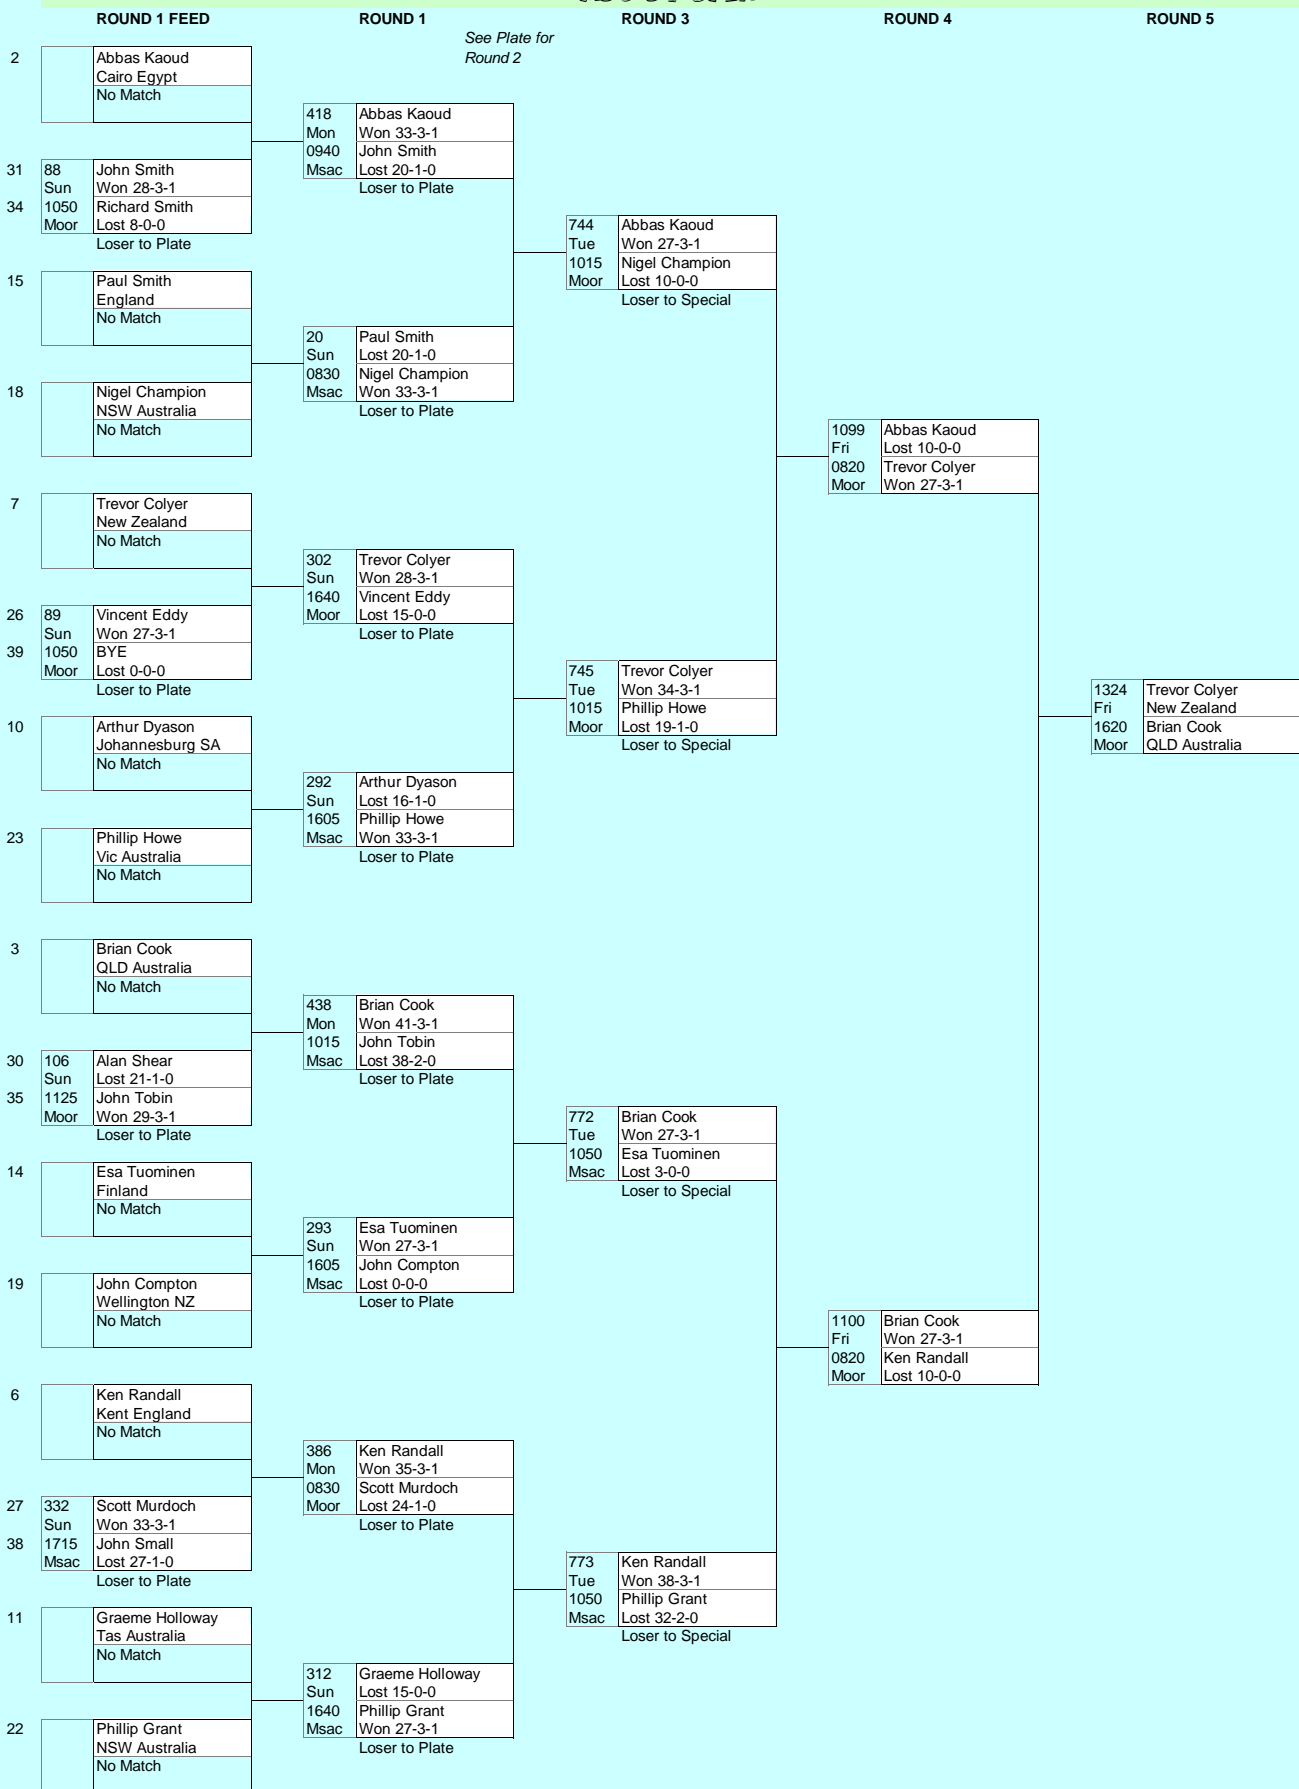 ROUND 1 FEED
ROUND 1
ROUND 3
ROUND 4
ROUND 5
See Plate for
Round 2
2
Abbas Kaoud
Cairo Egypt
No Match
31
34
88
Sun
1050
Moor
John Smith
Won 28-3-1
Richard Smith
Lost 8-0-0
Loser to Plate
15
Paul Smith
England
No Match
18
Nigel Champion
NSW Australia
No Match
7
Trevor Colyer
New Zealand
No Match
26
39
89
Sun
1050
Moor
Vincent Eddy
Won 27-3-1
BYE
Lost 0-0-0
Loser to Plate
10
Arthur Dyason
Johannesburg SA
No Match
23
Phillip Howe
Vic Australia
No Match
3
Brian Cook
QLD Australia
No Match
30
35
106
Sun
1125
Moor
Alan Shear
Lost 21-1-0
John Tobin
Won 29-3-1
Loser to Plate
14
Esa Tuominen
Finland
No Match
19
John Compton
Wellington NZ
No Match
6
Ken Randall
Kent England
No Match
27
38
332
Sun
1715
Msac
Scott Murdoch
Won 33-3-1
John Small
Lost 27-1-0
Loser to Plate
11
Graeme Holloway
Tas Australia
No Match
22
Phillip Grant
NSW Australia
No Match
418
Mon
0940
Msac
Abbas Kaoud
Won 33-3-1
John Smith
Lost 20-1-0
Loser to Plate
20
Sun
0830
Msac
Paul Smith
Lost 20-1-0
Nigel Champion
Won 33-3-1
Loser to Plate
302
Sun
1640
Moor
Trevor Colyer
Won 28-3-1
Vincent Eddy
Lost 15-0-0
Loser to Plate
292
Sun
1605
Msac
Arthur Dyason
Lost 16-1-0
Phillip Howe
Won 33-3-1
Loser to Plate
438
Mon
1015
Msac
Brian Cook
Won 41-3-1
John Tobin
Lost 38-2-0
Loser to Plate
293
Sun
1605
Msac
Esa Tuominen
Won 27-3-1
John Compton
Lost 0-0-0
Loser to Plate
386
Mon
0830
Moor
Ken Randall
Won 35-3-1
Scott Murdoch
Lost 24-1-0
Loser to Plate
312
Sun
1640
Msac
Graeme Holloway
Lost 15-0-0
Phillip Grant
Won 27-3-1
Loser to Plate
744
Tue
1015
Moor
Abbas Kaoud
Won 27-3-1
Nigel Champion
Lost 10-0-0
Loser to Special
745
Tue
1015
Moor
Trevor Colyer
Won 34-3-1
Phillip Howe
Lost 19-1-0
Loser to Special
772
Tue
1050
Msac
Brian Cook
Won 27-3-1
Esa Tuominen
Lost 3-0-0
Loser to Special
773
Tue
1050
Msac
Ken Randall
Won 38-3-1
Phillip Grant
Lost 32-2-0
Loser to Special
1099
Fri
0820
Moor
Abbas Kaoud
Lost 10-0-0
Trevor Colyer
Won 27-3-1
1100
Fri
0820
Moor
Brian Cook
Won 27-3-1
Ken Randall
Lost 10-0-0
1324
Fri
1620
Moor
Trevor Colyer
New Zealand
Brian Cook
QLD Australia